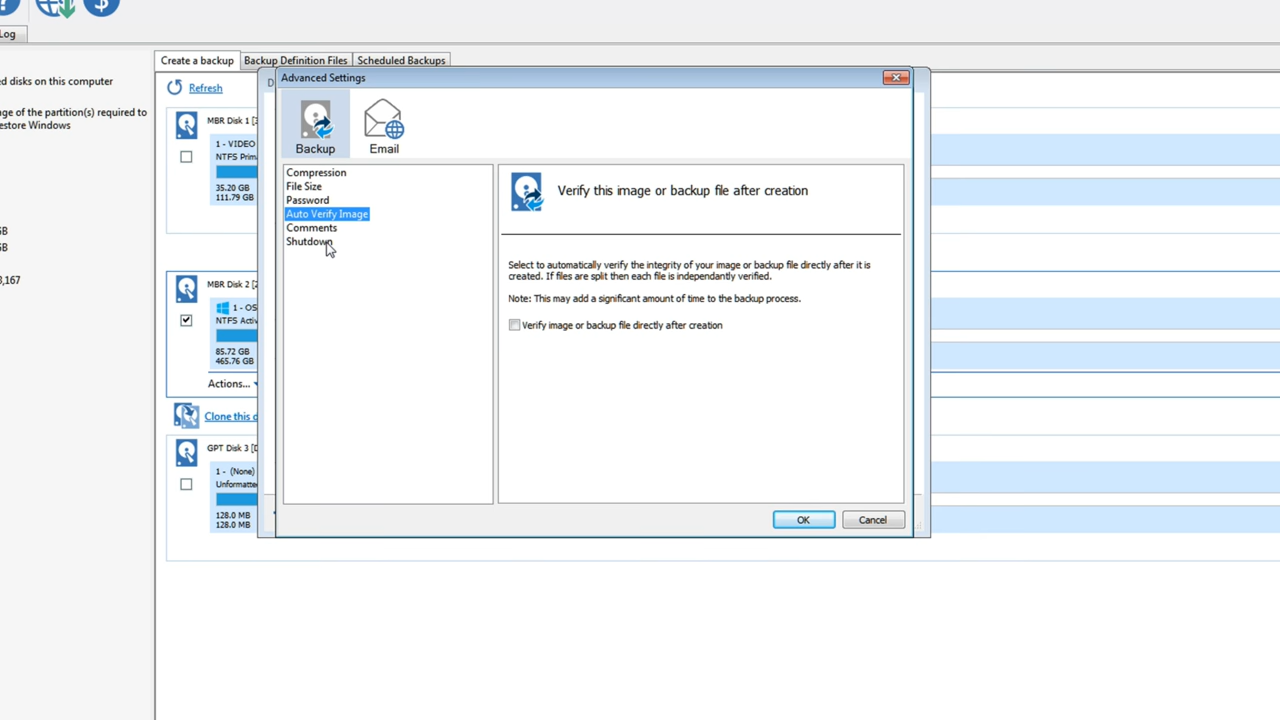 Log
Create a backup
Backup Definition Files
Scheduled Backups
ed disks on this computer
ge of the partition(s) required to
estore Windows
GB
GB
3,167
Refresh
MBR Disk 1 [
1 - VIDEO
NTFS Prim
35.20 GB
111.79 GB
MBR Disk 2 [
1 - OS
NTFS Activ
85.72 GB
465.76 GB
Actions...
Clone this d
GPT Disk 3 [
1 - (None)
Unformatte
128.0 MB
128.0 MB
Advanced Settings
Backup
Email
Compression
File Size
Password
Auto Verify Image
Comments
Shutdown
Verify this image or backup file after creation
Select to automatically verify the integrity of your image or backup file directly after it is
created. If files are split then each file is independently verified.
Note: This may add a significant amount of time to the backup process.
Verify image or backup file directly after creation
OK
Cancel